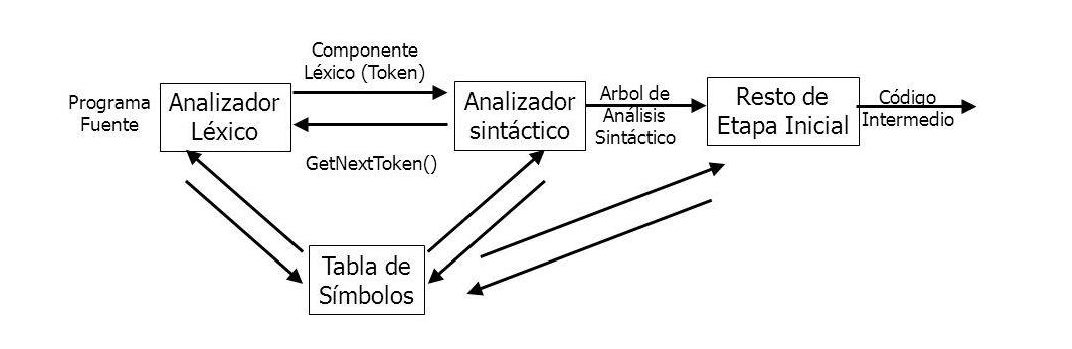 Componente
Léxico (Token)
Programa
Fuente
Analizador
Léxico
GetNextToken()
Analizador
sintáctico
Arbol de
Análisis
Sintáctico
Resto de
Etapa Inicial
Código
Intermedio
Tabla de
Símbolos